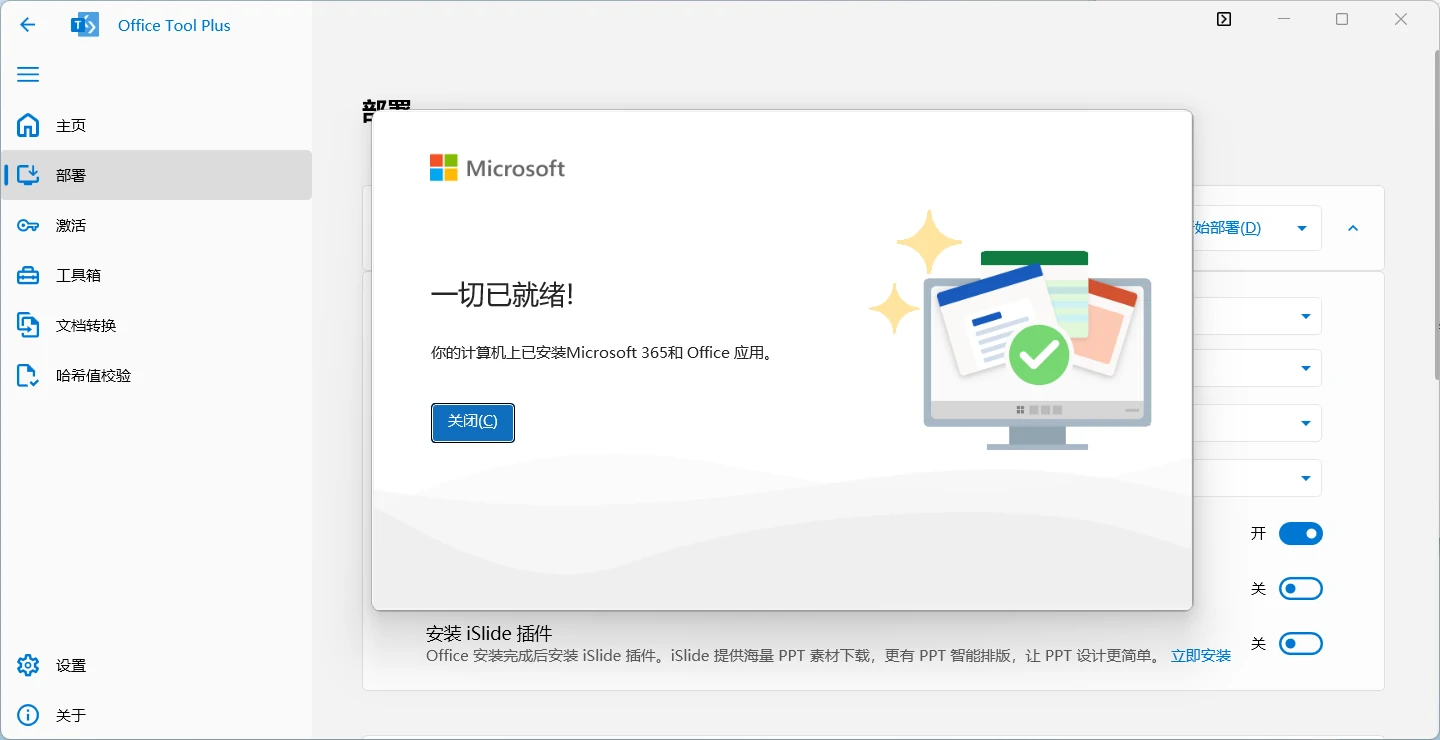 Office Tool Plus
主页
部署
激活
工具箱
文档转换
哈希值校验
设置
关于
部署
始部署(D)
Microsoft
一切已就绪!
你的计算机上已安装Microsoft 365和 Office 应用。
关闭(C)
开
关
安装 iSlide 插件
Office 安装完成后安装 iSlide 插件。iSlide 提供海量 PPT 素材下载，更有 PPT 智能排版，让 PPT 设计更简单。 立即安装
关